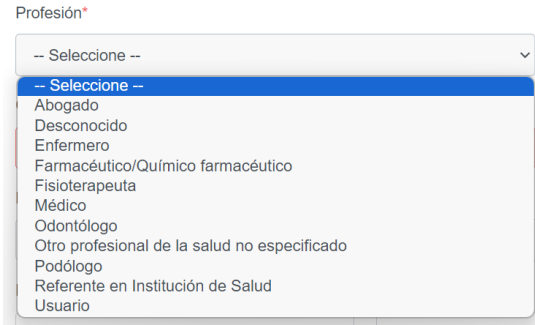 Profesión*
-- Seleccione --
-- Seleccione --
Abogado
Desconocido
Enfermero
Farmacéutico/Químico farmacéutico
Fisioterapeuta
Médico
Odontólogo
Otro profesional de la salud no especificado
Podólogo
Referente en Institución de Salud
Usuario